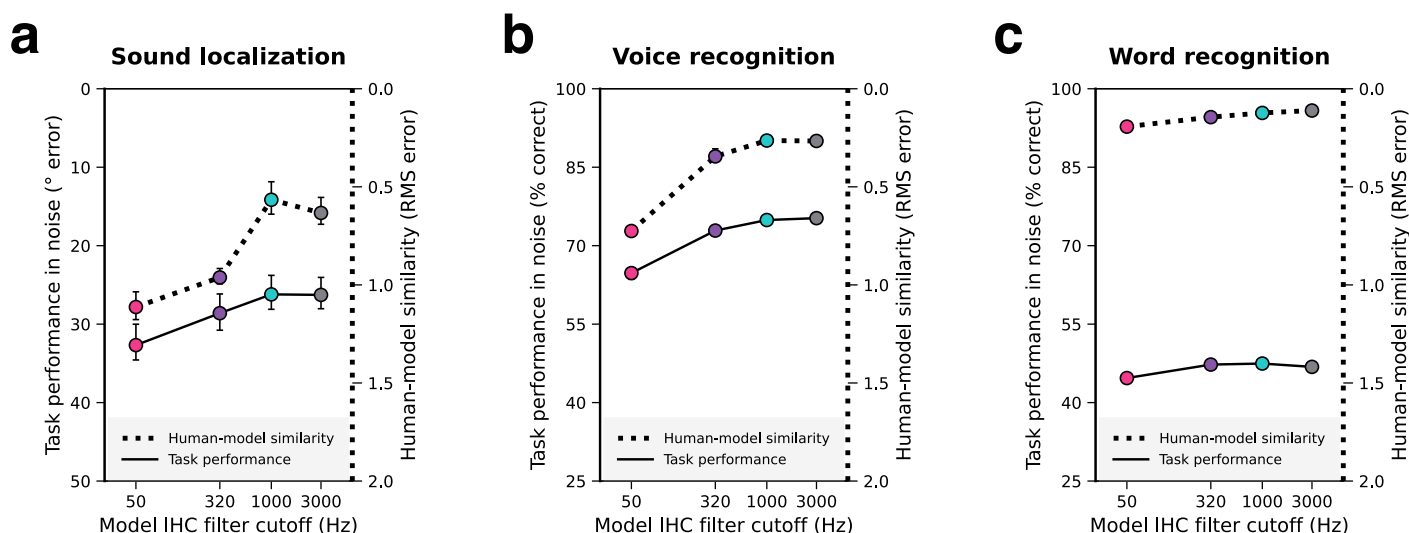 a
Sound localization
0
10
20
30
40
50
Task performance in noise (° error)
0.0
0.5
1.0
1.5
2.0
Human-model similarity (RMS error)
Human-model similarity
Task performance
50 320 1000 3000
Model IHC filter cutoff (Hz)
b
Voice recognition
100
85
70
55
40
25
Task performance in noise (% correct)
0.0
0.5
1.0
1.5
2.0
Human-model similarity (RMS error)
Human-model similarity
Task performance
50 320 1000 3000
Model IHC filter cutoff (Hz)
c
Word recognition
100
85
70
55
40
25
Task performance in noise (% correct)
0.0
0.5
1.0
1.5
2.0
Human-model similarity (RMS error)
Human-model similarity
Task performance
50 320 1000 3000
Model IHC filter cutoff (Hz)